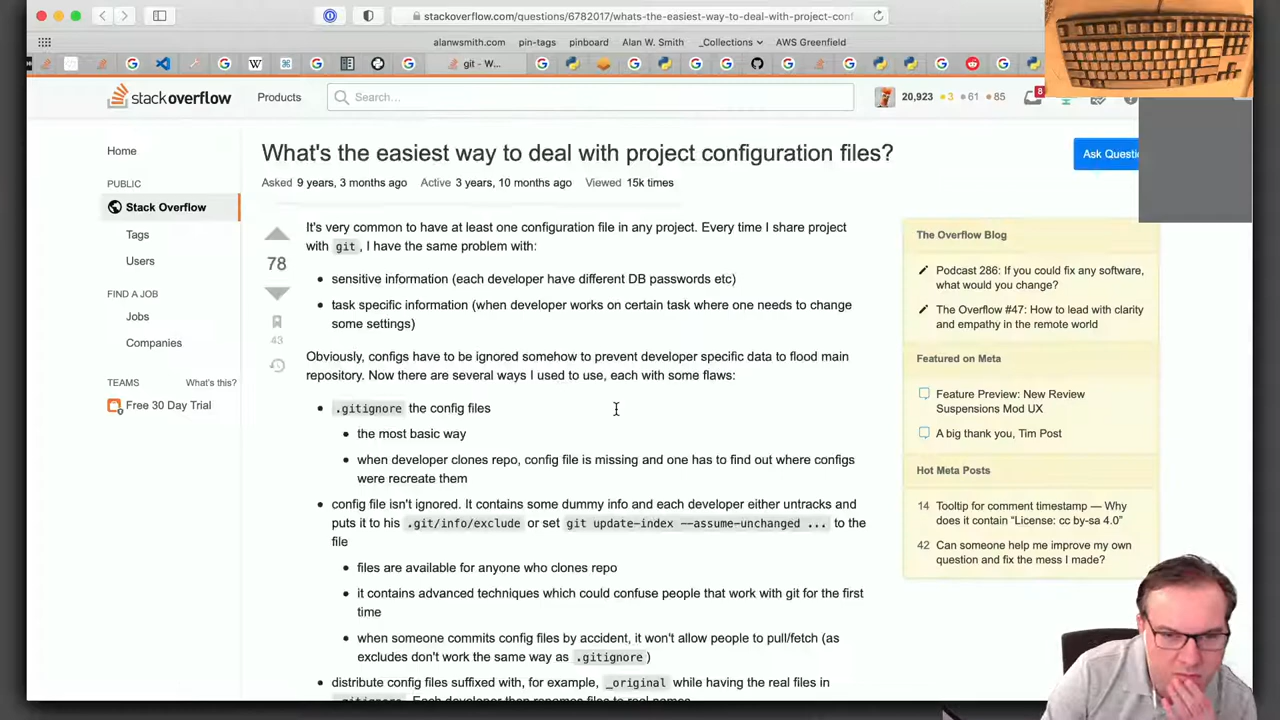 stackoverflow.com/questions/6782017/whats-the-easiest-way-to-deal-with-project-conf
alanwsmith.com pin-tags pinboard Alan W. Smith _Collections AWS Greenfield
git - W...
stackoverflow Products Search... 20,923 3 61 85 8
Home
PUBLIC
Stack Overflow
Tags
Users
FIND A JOB
Jobs
Companies
TEAMS What's this?
Free 30 Day Trial
What's the easiest way to deal with project configuration files?
Ask Questi
Asked 9 years, 3 months ago Active 3 years, 10 months ago Viewed 15k times
78
43
It's very common to have at least one configuration file in any project. Every time I share project
with git, I have the same problem with:
• sensitive information (each developer have different DB passwords etc)
• task specific information (when developer works on certain task where one needs to change
some settings)
Obviously, configs have to be ignored somehow to prevent developer specific data to flood main
repository. Now there are several ways I used to use, each with some flaws:
• .gitignore the config files
• the most basic way
• when developer clones repo, config file is missing and one has to find out where configs
were recreate them
• config file isn't ignored. It contains some dummy info and each developer either untracks and
puts it to his .git/info/exclude or set git update-index --assume-unchanged ... to the
file
• files are available for anyone who clones repo
• it contains advanced techniques which could confuse people that work with git for the first
time
• when someone commits config files by accident, it won't allow people to pull/fetch (as
excludes don't work the same way as .gitignore)
• distribute config files suffixed with, for example, _original while having the real files in
.gitignore. Each developer then renames files to real names
The Overflow Blog
Podcast 286: If you could fix any software,
what would you change?
The Overflow #47: How to lead with clarity
and empathy in the remote world
Featured on Meta
Feature Preview: New Review
Suspensions Mod UX
A big thank you, Tim Post
Hot Meta Posts
14 Tooltip for comment timestamp — Why
does it contain "License: cc by-sa 4.0"
42 Can someone help me improve my own
question and fix the mess I made?